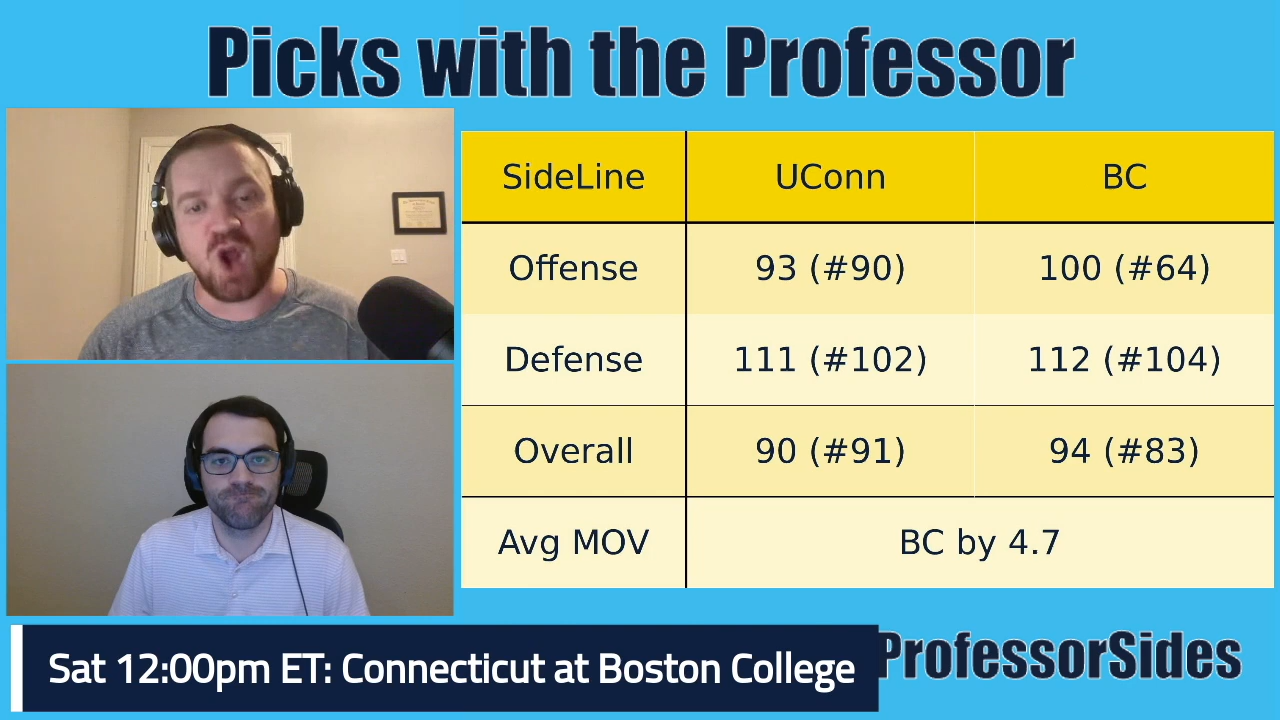 Picks with the Professor
SideLine UConn BC
Offense 93 (#90) 100 (#64)
Defense 111 (#102) 112 (#104)
Overall 90 (#91) 94 (#83)
Avg MOV BC by 4.7
Sat 12:00pm ET: Connecticut at Boston College
ProfessorSides